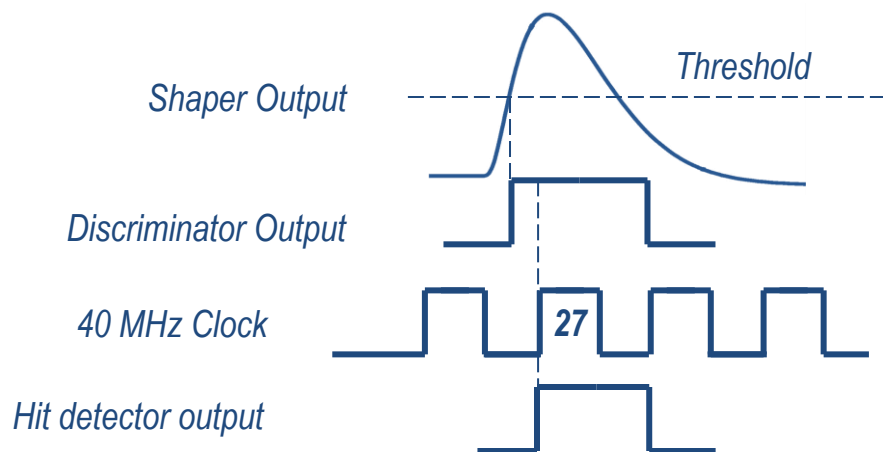 Threshold
Shaper Output
Discriminator Output
40 MHz Clock
27
Hit detector output